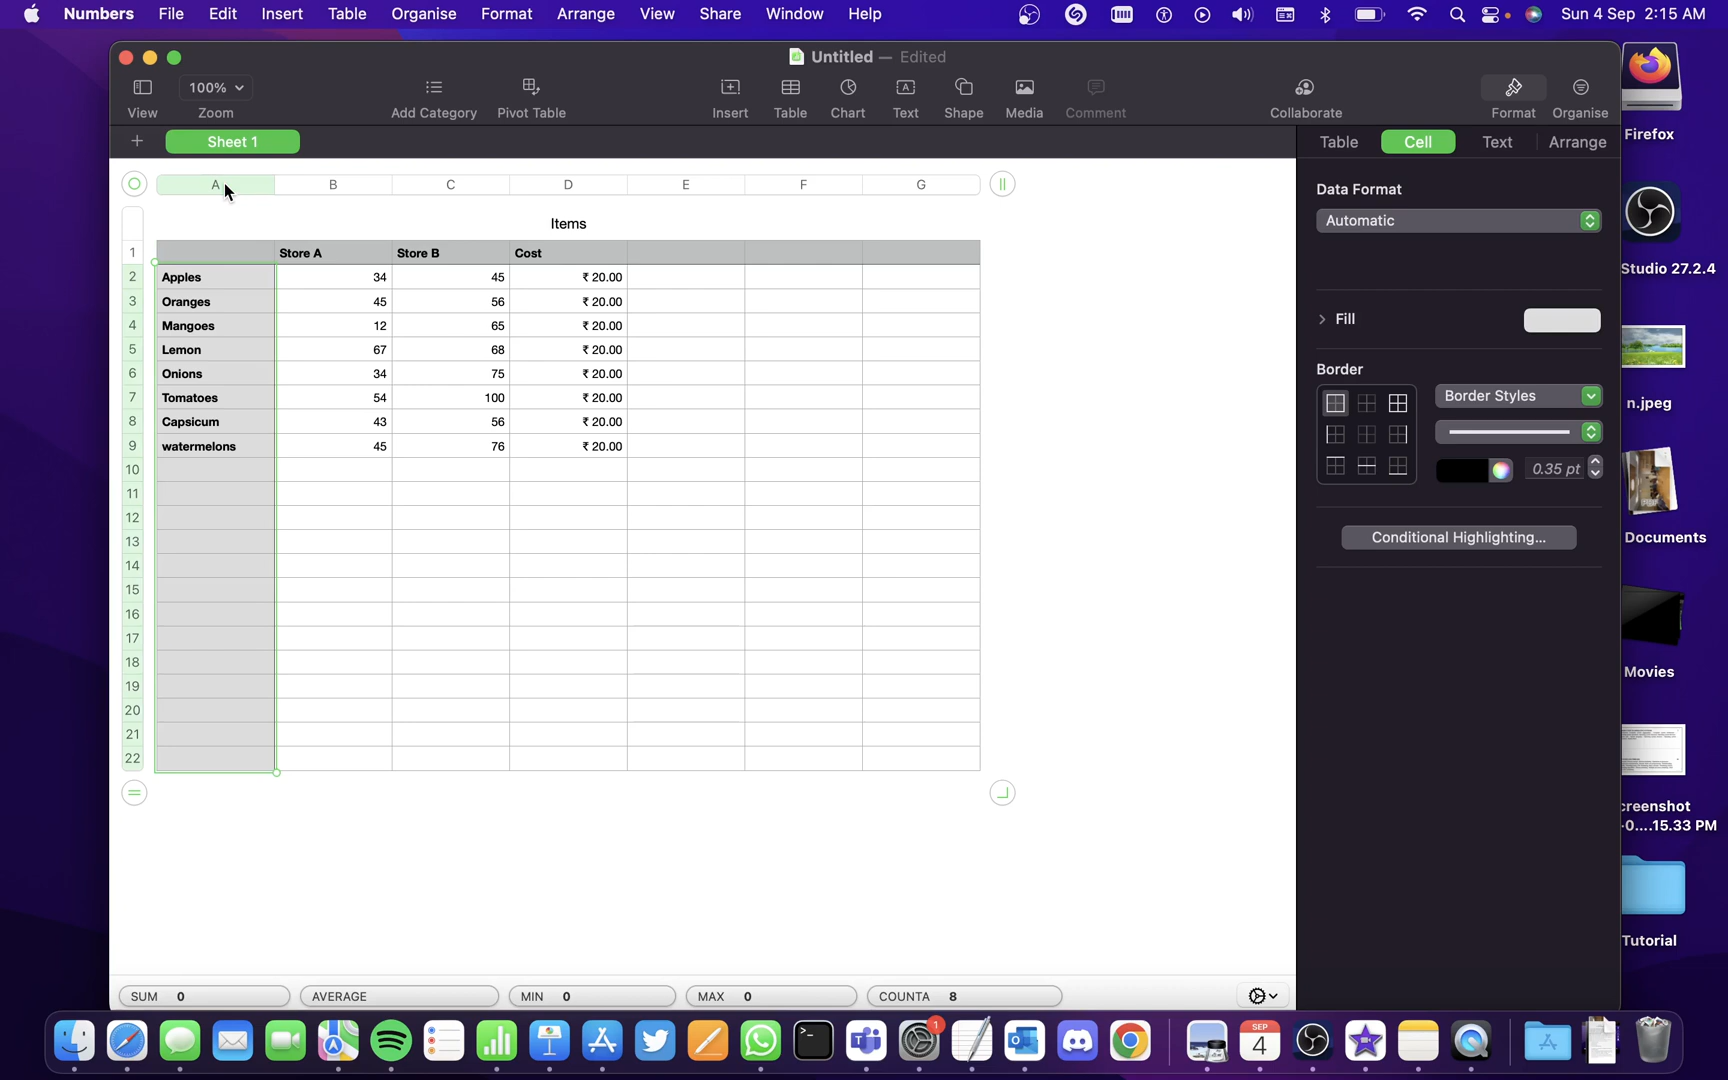 Numbers File Edit Insert Table Organise Format Arrange View Share Window Help Sun 4 Sep 2:15 AM
Untitled — Edited
100%
View Zoom Add Category Pivot Table Insert Table Chart Text Shape Media Comment Collaborate Format Organise
Sheet 1
Table Cell Text Arrange
A B C D E F G
Items
1 Store A Store B Cost
2 Apples 34 45 ₹ 20.00
3 Oranges 45 56 ₹ 20.00
4 Mangoes 12 65 ₹ 20.00
5 Lemon 67 68 ₹ 20.00
6 Onions 34 75 ₹ 20.00
7 Tomatoes 54 100 ₹ 20.00
8 Capsicum 43 56 ₹ 20.00
9 watermelons 45 76 ₹ 20.00
10
11
12
13
14
15
16
17
18
19
20
21
22
Data Format
Automatic
Fill
Border
Border Styles
0.35 pt
Conditional Highlighting...
Firefox
Studio 27.2.4
n.jpeg
Documents
Movies
creenshot
-0....15.33 PM
Tutorial
SUM 0 AVERAGE MIN 0 MAX 0 COUNTA 8
1
SEP
4